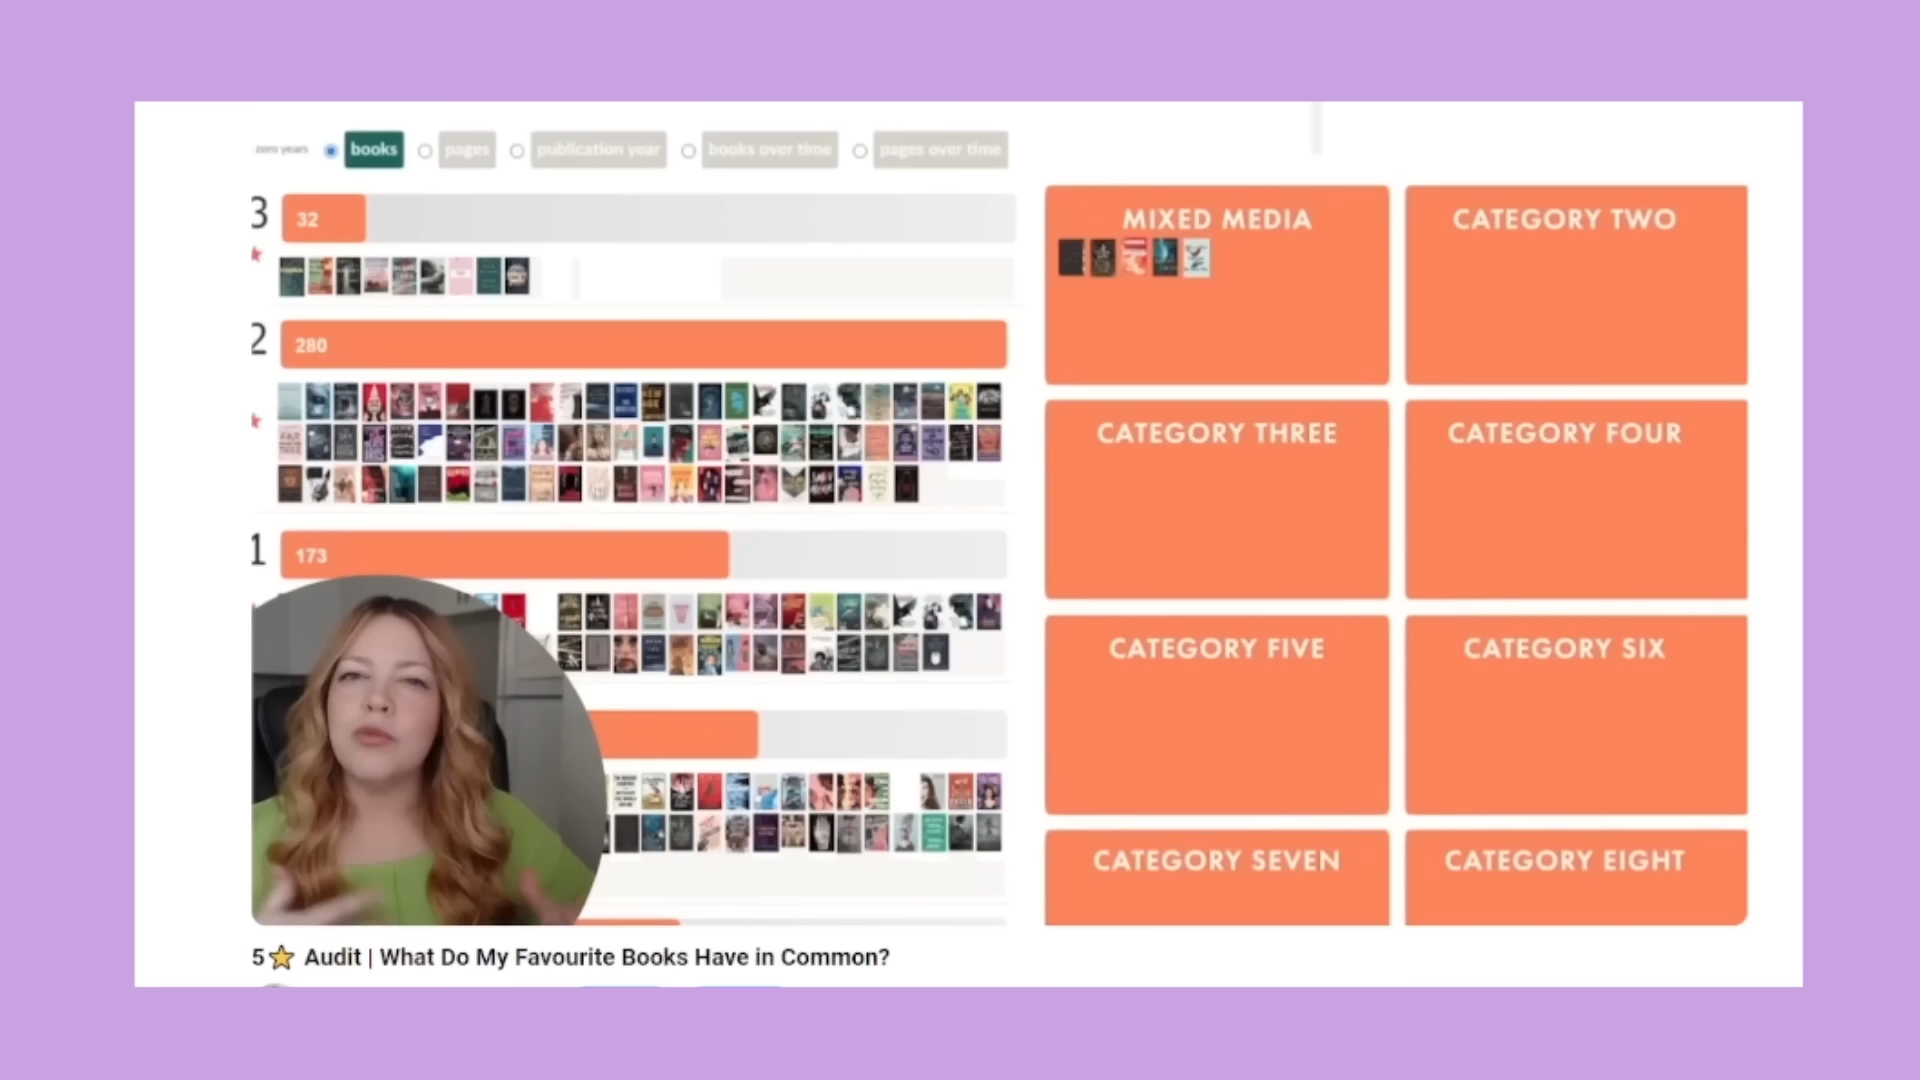 zero years books pages publication year books over time pages over time
3 32
2 280
1 173
MIXED MEDIA
CATEGORY TWO
CATEGORY THREE
CATEGORY FOUR
CATEGORY FIVE
CATEGORY SIX
CATEGORY SEVEN
CATEGORY EIGHT
5⭐ Audit | What Do My Favourite Books Have in Common?